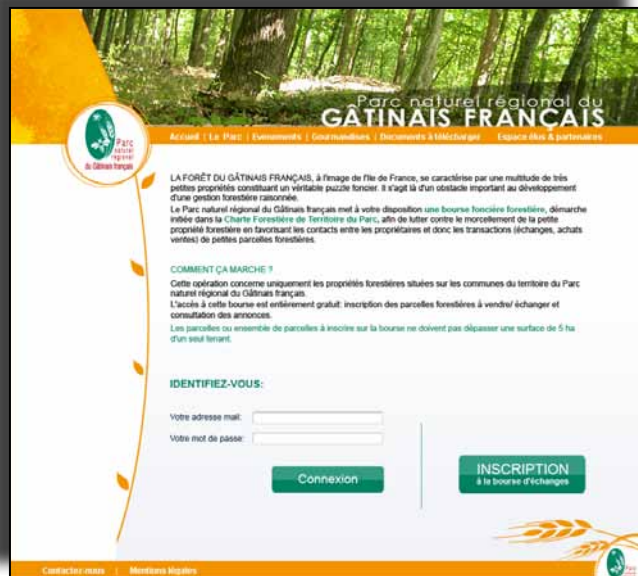 Parc naturel régional du
GÂTINAIS FRANÇAIS
Parc
naturel
régional
du Gâtinais français
Accueil | Le Parc | Evenements | Gourmandises | Documents à télécharger Espace élus & partenaires
LA FORÊT DU GÂTINAIS FRANÇAIS, à l'image de l'Ile de France, se caractérise par une multitude de très
petites propriétés constituant un véritable puzzle foncier. Il s'agit là d'un obstacle important au développement
d'une gestion forestière raisonnée.
Le Parc naturel régional du Gâtinais français met à votre disposition une bourse foncière forestière, démarche
initiée dans la Charte Forestière de Territoire du Parc, afin de lutter contre le morcellement de la petite
propriété forestière en favorisant les contacts entre les propriétaires et donc les transactions (échanges, achats
ventes) de petites parcelles forestières.
COMMENT ÇA MARCHE ?
Cette opération concerne uniquement les propriétés forestières situées sur les communes du territoire du Parc
naturel régional du Gâtinais français.
L'accès à cette bourse est entièrement gratuit: inscription des parcelles forestières à vendre/ échanger et
consultation des annonces.
Les parcelles ou ensemble de parcelles à inscrire sur la bourse ne doivent pas dépasser une surface de 5 ha
d'un seul tenant.
IDENTIFIEZ-VOUS:
Votre adresse mail:
Votre mot de passe:
Connexion
INSCRIPTION
à la bourse d'échanges
Contactez-nous | Mentions légales
Parc